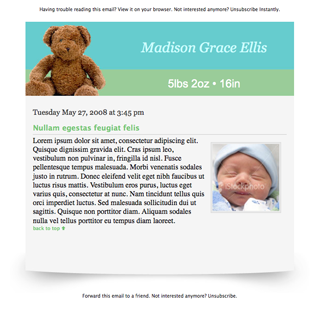 Having trouble reading this email? View it on your browser. Not interested anymore? Unsubscribe Instantly.
Madison Grace Ellis
5lbs 2oz • 16in
Tuesday May 27, 2008 at 3:45 pm
Nullam egestas feugiat felis
Lorem ipsum dolor sit amet, consectetur adipiscing elit.
Quisque dignissim gravida elit. Cras ipsum leo,
vestibulum non pulvinar in, fringilla id nisl. Fusce
pellentesque tempus malesuada. Morbi venenatis sodales
justo in rutrum. Donec eleifend velit eget nibh faucibus ut
luctus risus mattis. Vestibulum eros purus, luctus eget
varius quis, consectetur at massa. Nam tincidunt tellus quis
orci imperdiet luctus. Sed malesuada sollicitudin dui ut
sagittis. Quisque non porttitor diam. Aliquam sodales
nulla vel tellus porttitor eu tempus diam laoreet.
back to top
iStockphoto
Forward this email to a friend. Not interested anymore? Unsubscribe.